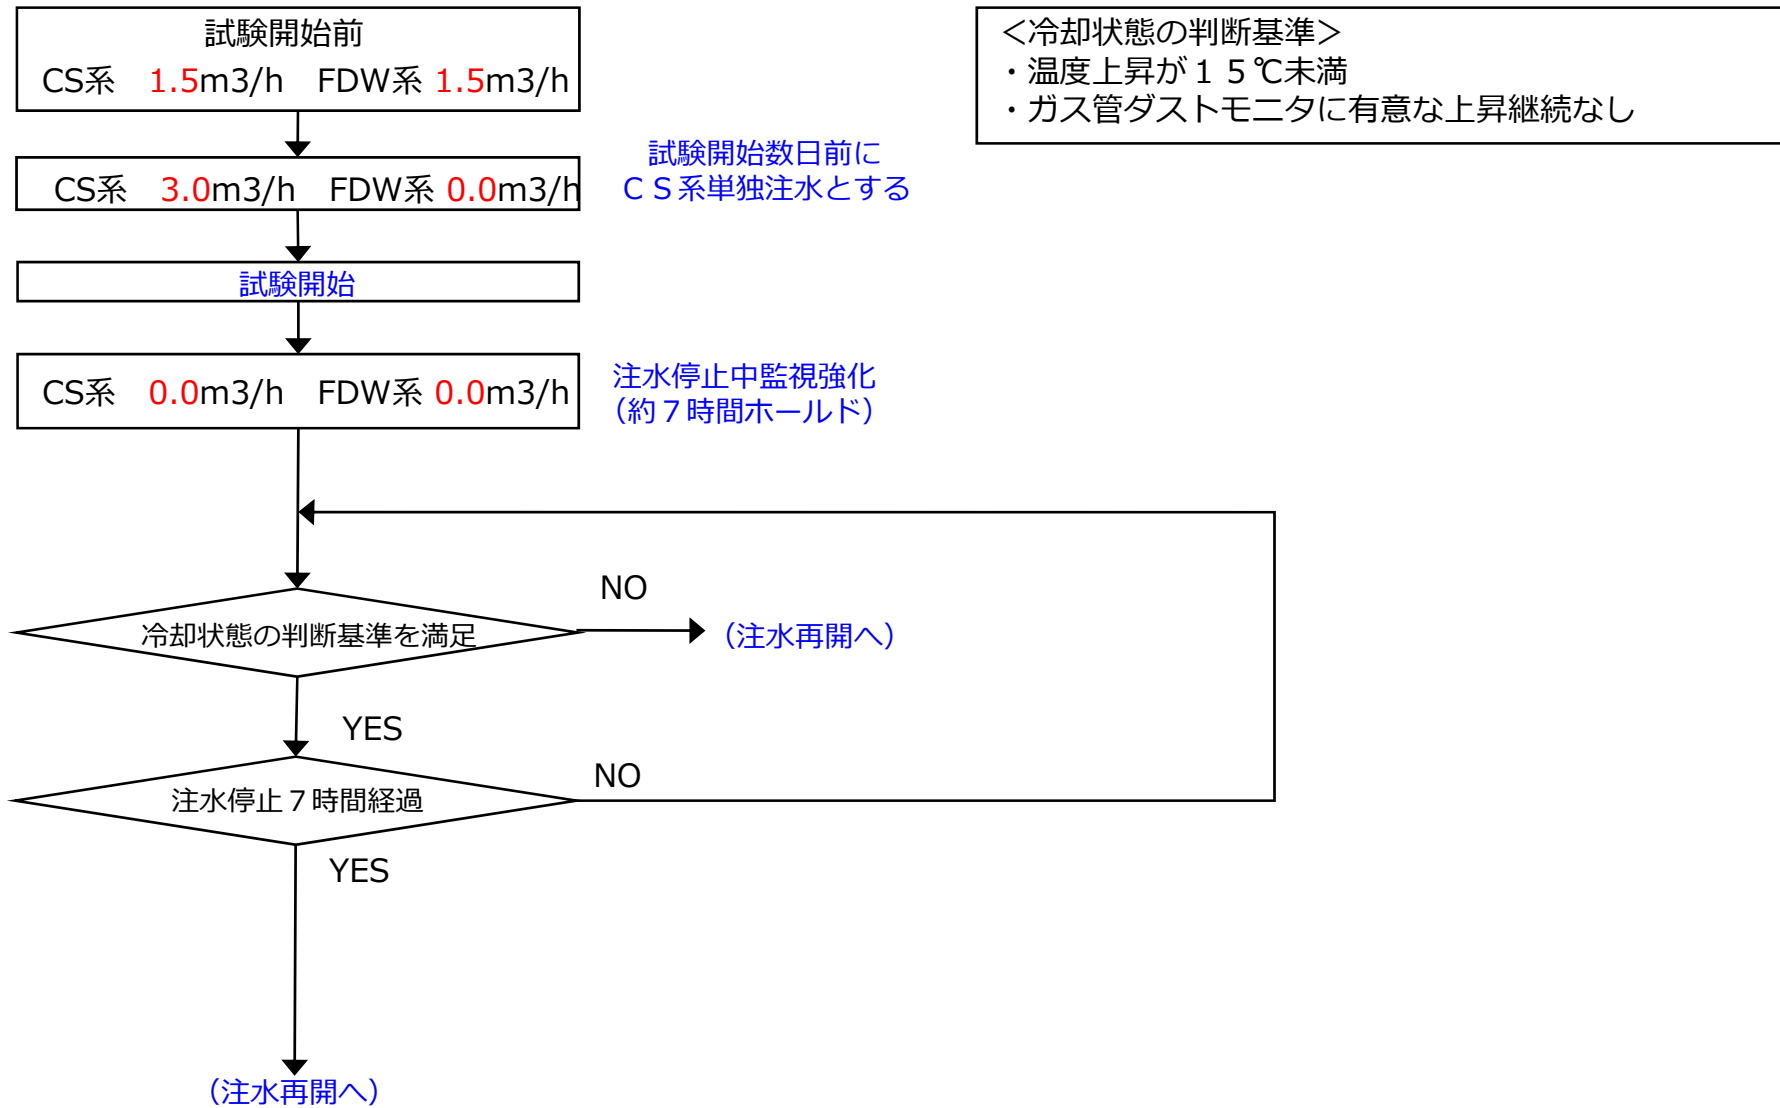 試験開始前
CS系　1.5m3/h　FDW系 1.5m3/h
＜冷却状態の判断基準＞
・温度上昇が１５℃未満
・ガス管ダストモニタに有意な上昇継続なし
CS系　3.0m3/h　FDW系 0.0m3/h
試験開始数日前に
ＣＳ系単独注水とする
試験開始
CS系　0.0m3/h　FDW系 0.0m3/h
注水停止中監視強化
（約７時間ホールド）
冷却状態の判断基準を満足
NO
（注水再開へ）
YES
注水停止７時間経過
NO
YES
（注水再開へ）